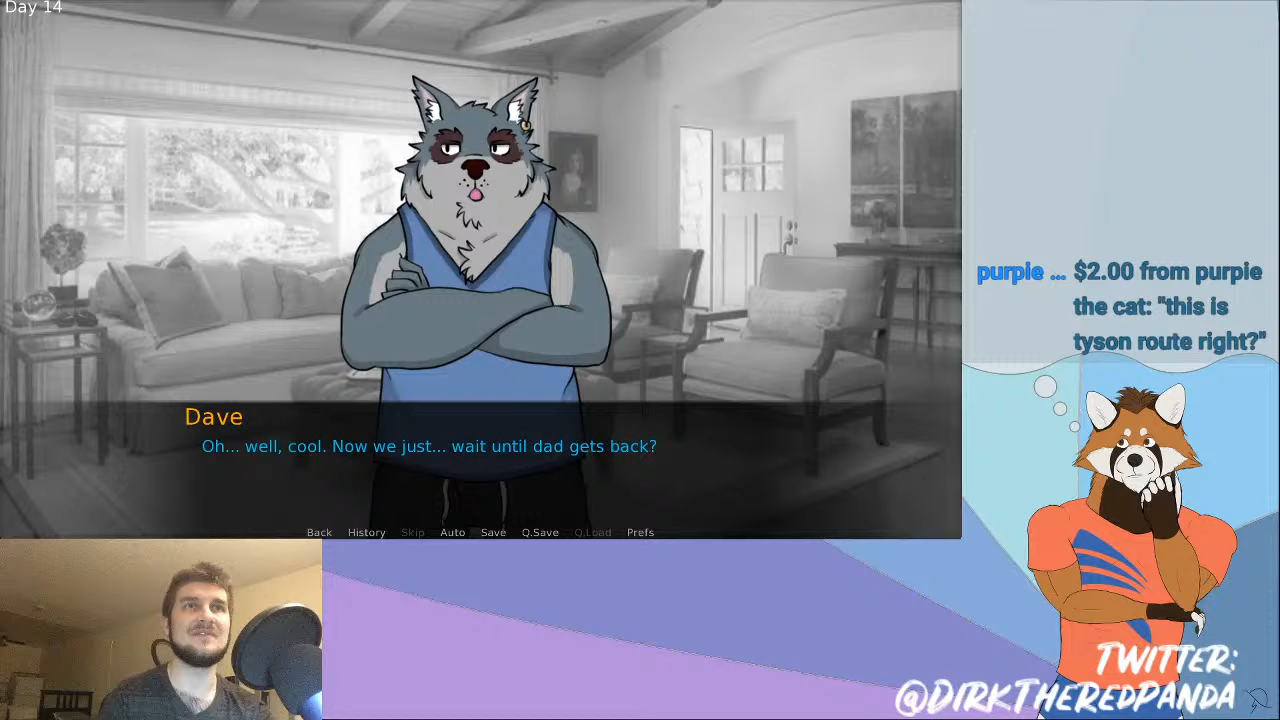 Day 14
purpie ... $2.00 from purpie
the cat: "this is
tyson route right?"
Dave
Oh... well, cool. Now we just... wait until dad gets back?
Back History Skip Auto Save Q.Save Q.Load Prefs
TWITTER:
@DIRKTHEREDPANDA